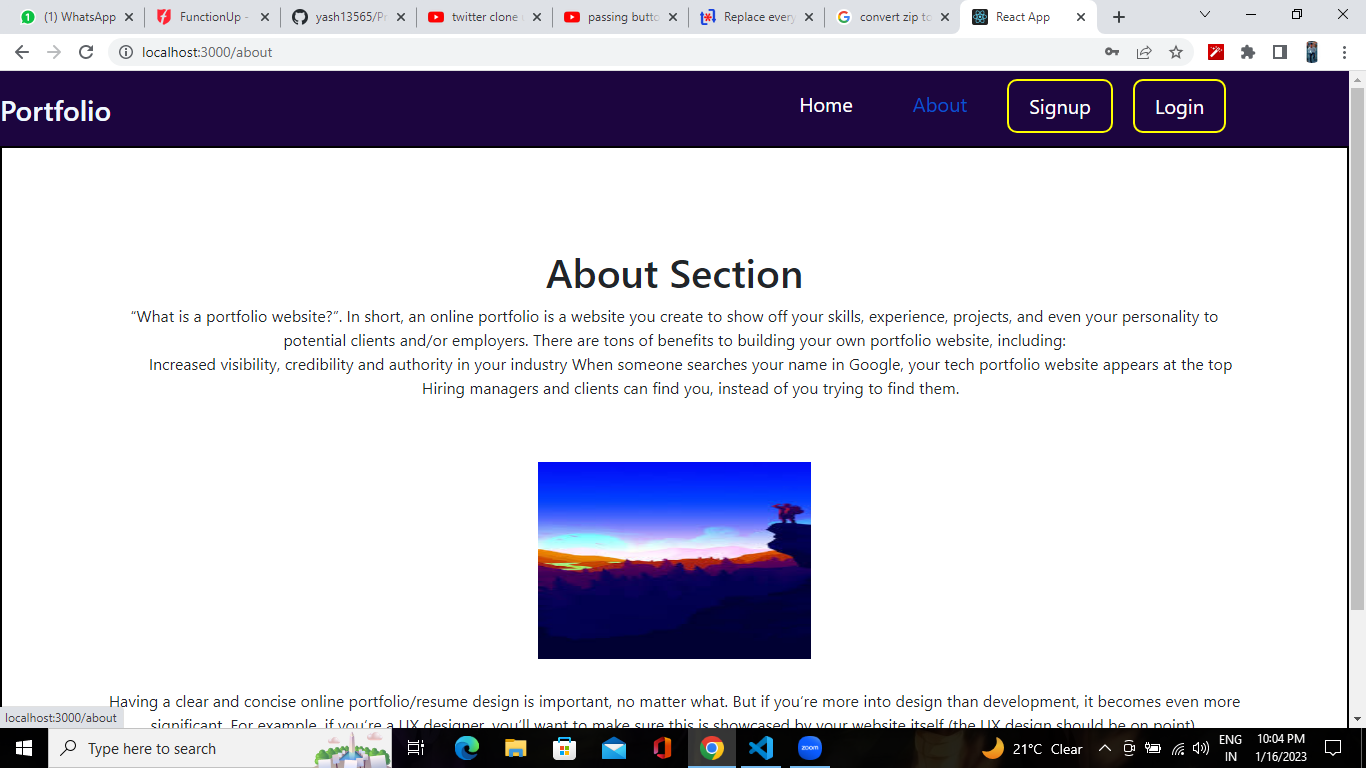 (1) WhatsApp
FunctionUp -
yash13565/Pr
twitter clone
passing butto
Replace every
convert zip to
React App
localhost:3000/about
Portfolio
Home
About
Signup
Login
About Section
“What is a portfolio website?”. In short, an online portfolio is a website you create to show off your skills, experience, projects, and even your personality to
potential clients and/or employers. There are tons of benefits to building your own portfolio website, including:
Increased visibility, credibility and authority in your industry When someone searches your name in Google, your tech portfolio website appears at the top
Hiring managers and clients can find you, instead of you trying to find them.
Having a clear and concise online portfolio/resume design is important, no matter what. But if you’re more into design than development, it becomes even more
significant. For example, if you’re a UX designer, you’ll want to make sure this is showcased by your website itself (the UX design should be on point).
localhost:3000/about
Type here to search
zoom
21°C Clear
ENG
IN
10:04 PM
1/16/2023